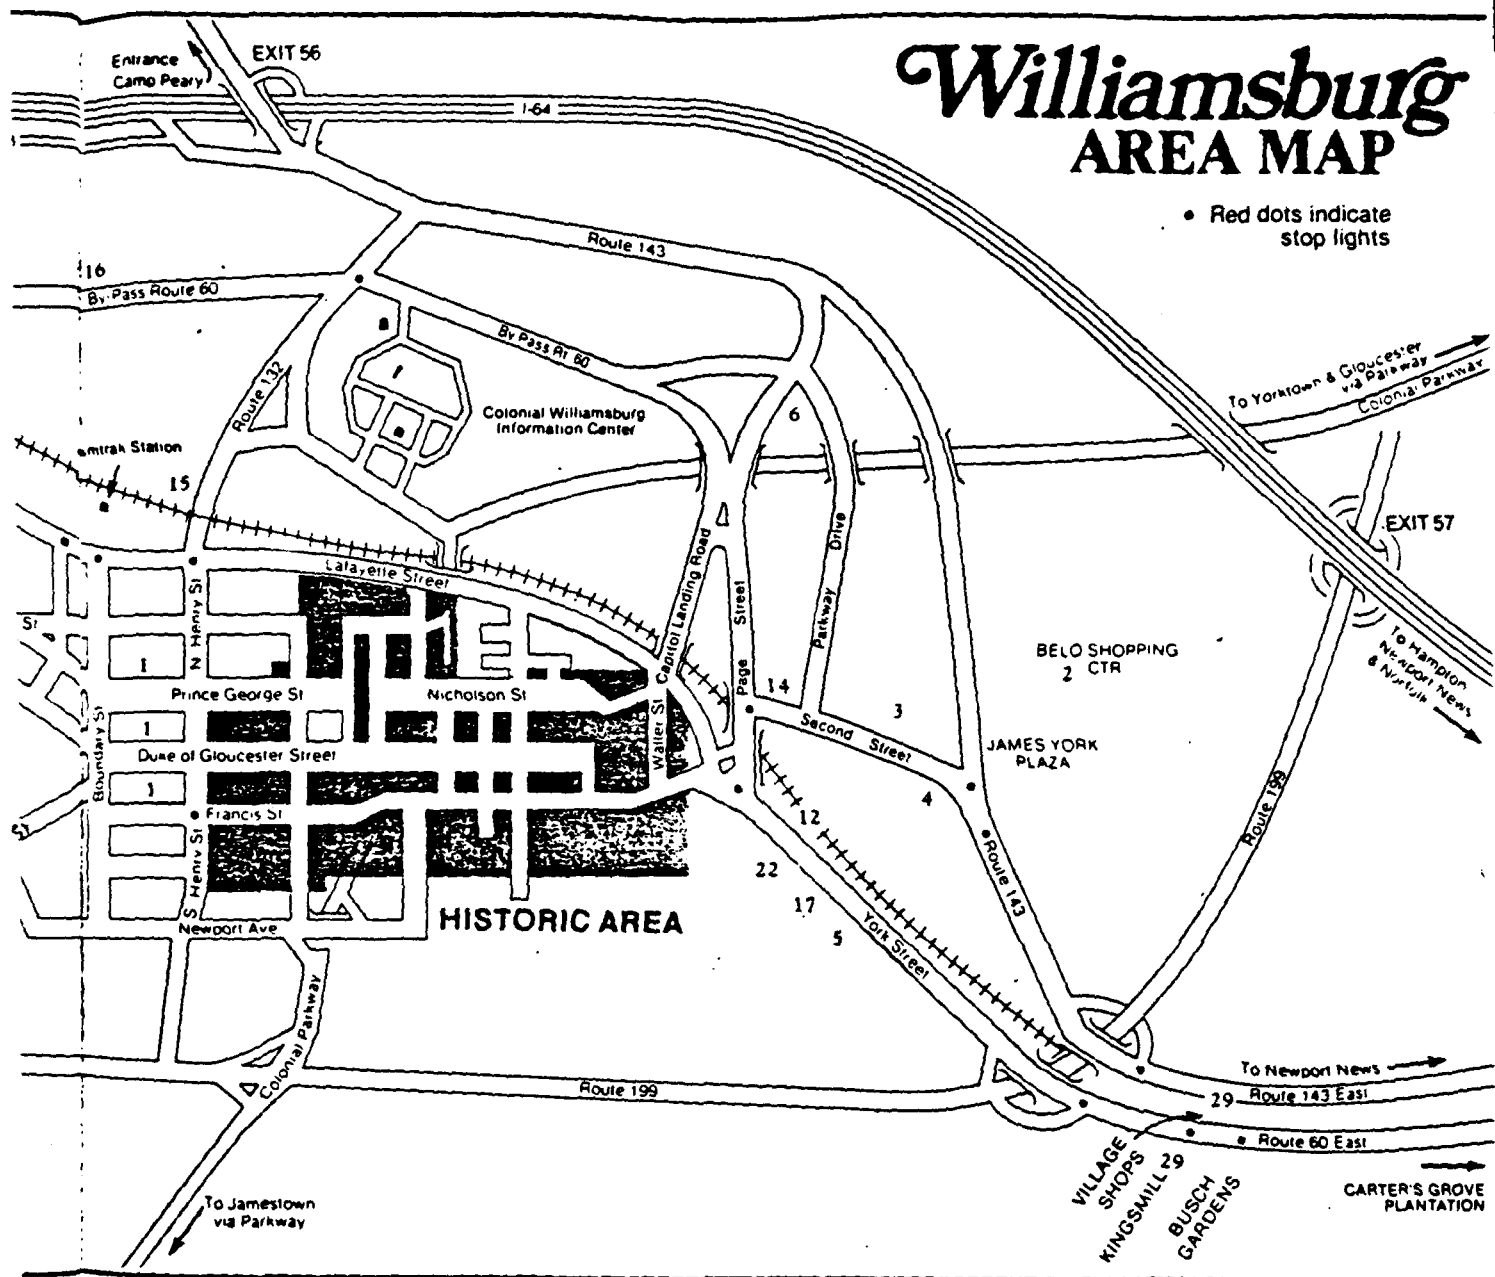 Williamsburg
AREA MAP
• Red dots indicate
stop lights
Entrance
Camp Peary
EXIT 56
I-64
Route 143
16
By-Pass Route 60
By Pass Rt 60
Route 132
Colonial Williamsburg
Information Center
6
To Yorktown & Gloucester
via Parkway
Colonial Parkway
mtrak Station
15
EXIT 57
Lafayette Street
Capitol Landing Road
Page Street
Parkway Drive
St
N Henry St
1
BELO SHOPPING
2 CTR
To Hampton
Newport News
& Norfolk
Prince George St
Nicholson St
14
3
Second Street
1
Boundary St
Duke of Gloucester Street
Waller St
JAMES YORK
PLAZA
1
4
Route 199
St
Francis St
12
S Henry St
Route 143
22
17
5
York Street
HISTORIC AREA
Newport Ave
Colonial Parkway
Route 199
To Newport News
29
Route 143 East
Route 60 East
VILLAGE
SHOPS
KINGSMILL
29
BUSCH
GARDENS
CARTER'S GROVE
PLANTATION
To Jamestown
via Parkway